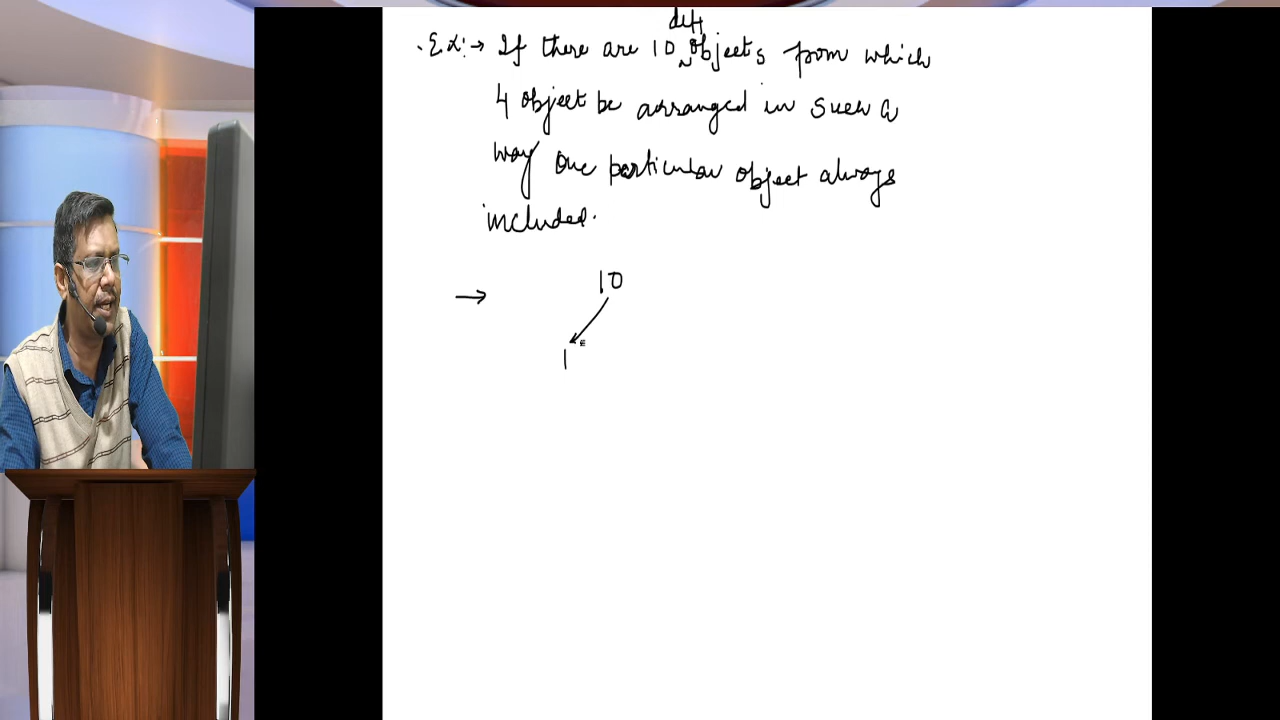 diff
Ex:→ If there are 10 objects from which
4 object be arranged in such a
way one particular object always
included.
→ 10
1